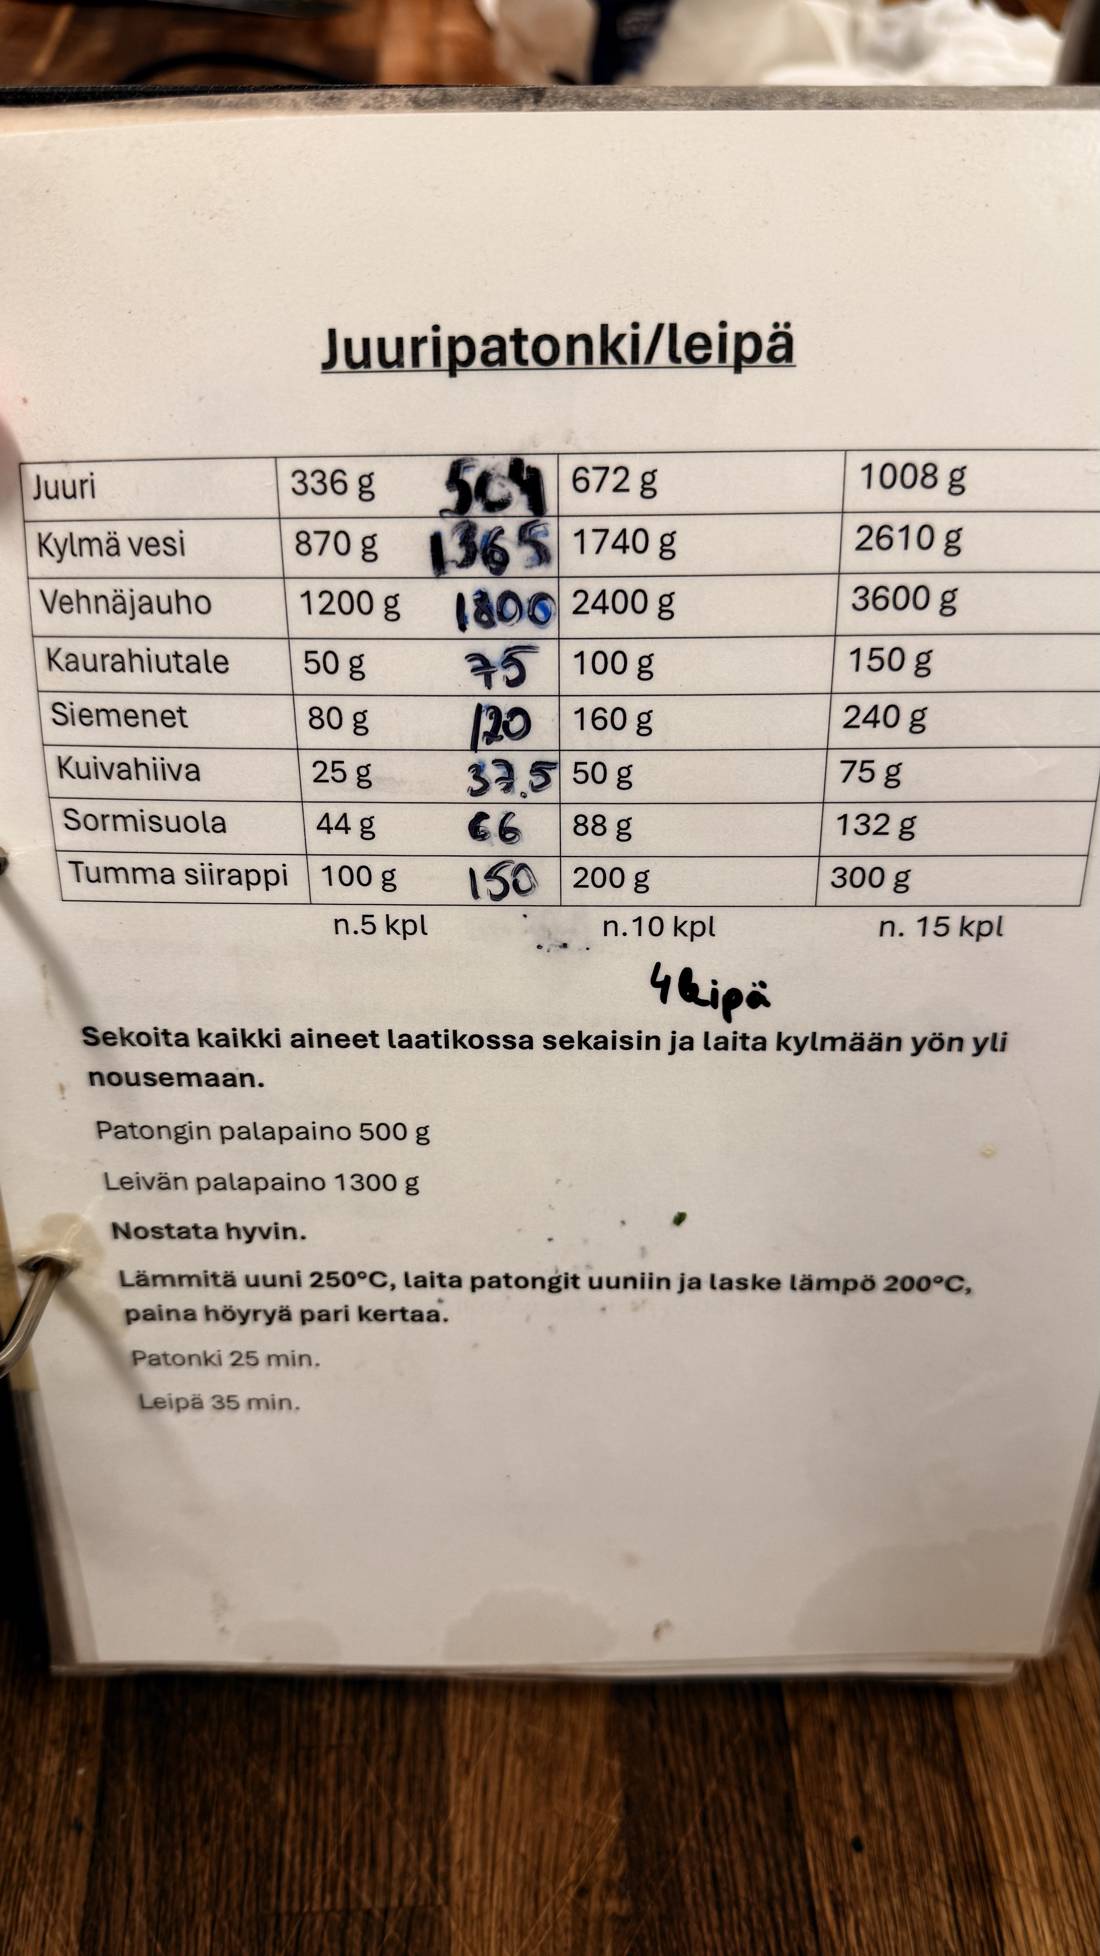 Juuripatonki/leipä
Juuri 336 g 504 672 g 1008 g
Kylmä vesi 870 g 1365 1740 g 2610 g
Vehnäjauho 1200 g 1800 2400 g 3600 g
Kaurahiutale 50 g 75 100 g 150 g
Siemenet 80 g 120 160 g 240 g
Kuivahiiva 25 g 37.5 50 g 75 g
Sormisuola 44 g 66 88 g 132 g
Tumma siirappi 100 g 150 200 g 300 g
n.5 kpl n.10 kpl n. 15 kpl
4 leipä
Sekoita kaikki aineet laatikossa sekaisin ja laita kylmään yön yli
nousemaan.
Patongin palapaino 500 g
Leivän palapaino 1300 g
Nostata hyvin.
Lämmitä uuni 250°C, laita patongit uuniin ja laske lämpö 200°C,
paina höyryä pari kertaa.
Patonki 25 min.
Leipä 35 min.